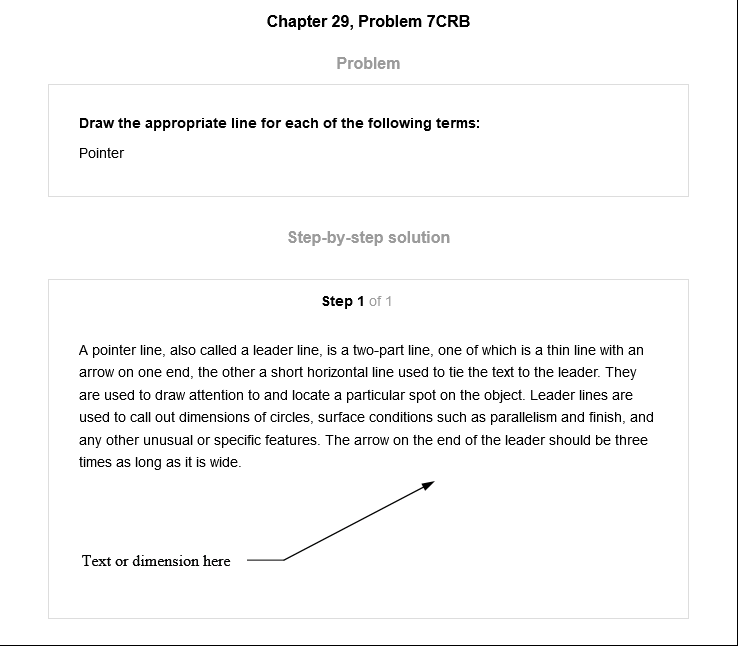 Chapter 29, Problem 7CRB
Problem
Draw the appropriate line for each of the following terms:
Pointer
Step-by-step solution
Step 1 of 1
A pointer line, also called a leader line, is a two-part line, one of which is a thin line with an
arrow on one end, the other a short horizontal line used to tie the text to the leader. They
are used to draw attention to and locate a particular spot on the object. Leader lines are
used to call out dimensions of circles, surface conditions such as parallelism and finish, and
any other unusual or specific features. The arrow on the end of the leader should be three
times as long as it is wide.
Text or dimension here